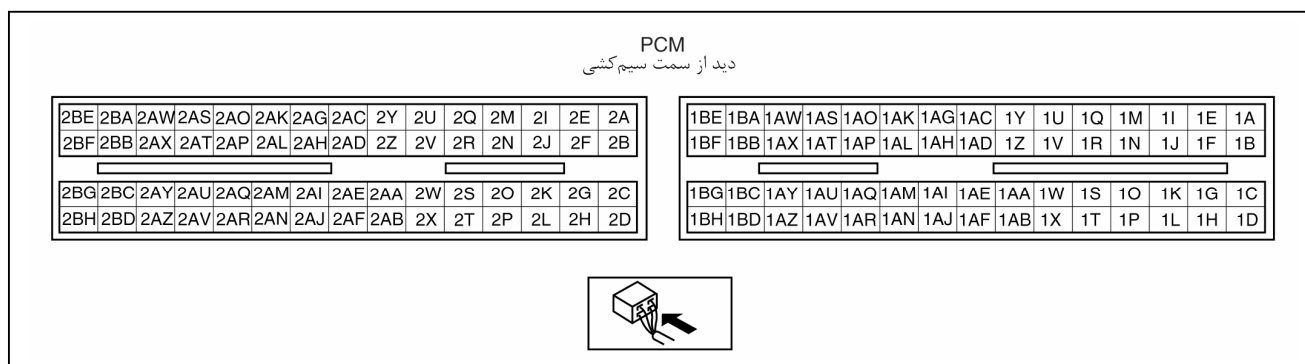 PCM
دید از سمت سیم‌کشی
2BE 2BA 2AW 2AS 2AO 2AK 2AG 2AC 2Y 2U 2Q 2M 2I 2E 2A
2BF 2BB 2AX 2AT 2AP 2AL 2AH 2AD 2Z 2V 2R 2N 2J 2F 2B
2BG 2BC 2AY 2AU 2AQ 2AM 2AI 2AE 2AA 2W 2S 2O 2K 2G 2C
2BH 2BD 2AZ 2AV 2AR 2AN 2AJ 2AF 2AB 2X 2T 2P 2L 2H 2D
1BE 1BA 1AW 1AS 1AO 1AK 1AG 1AC 1Y 1U 1Q 1M 1I 1E 1A
1BF 1BB 1AX 1AT 1AP 1AL 1AH 1AD 1Z 1V 1R 1N 1J 1F 1B
1BG 1BC 1AY 1AU 1AQ 1AM 1AI 1AE 1AA 1W 1S 1O 1K 1G 1C
1BH 1BD 1AZ 1AV 1AR 1AN 1AJ 1AF 1AB 1X 1T 1P 1L 1H 1D